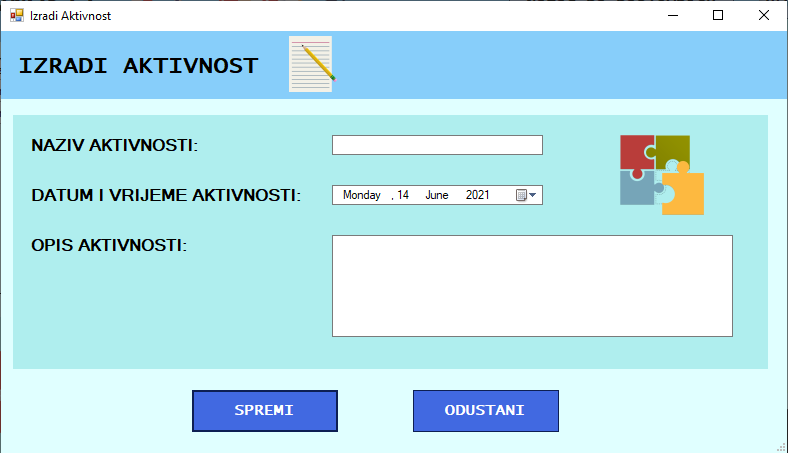 Izradi Aktivnost
IZRADI AKTIVNOST
NAZIV AKTIVNOSTI:
DATUM I VRIJEME AKTIVNOSTI:
Monday , 14 June 2021
OPIS AKTIVNOSTI:
SPREMI
ODUSTANI